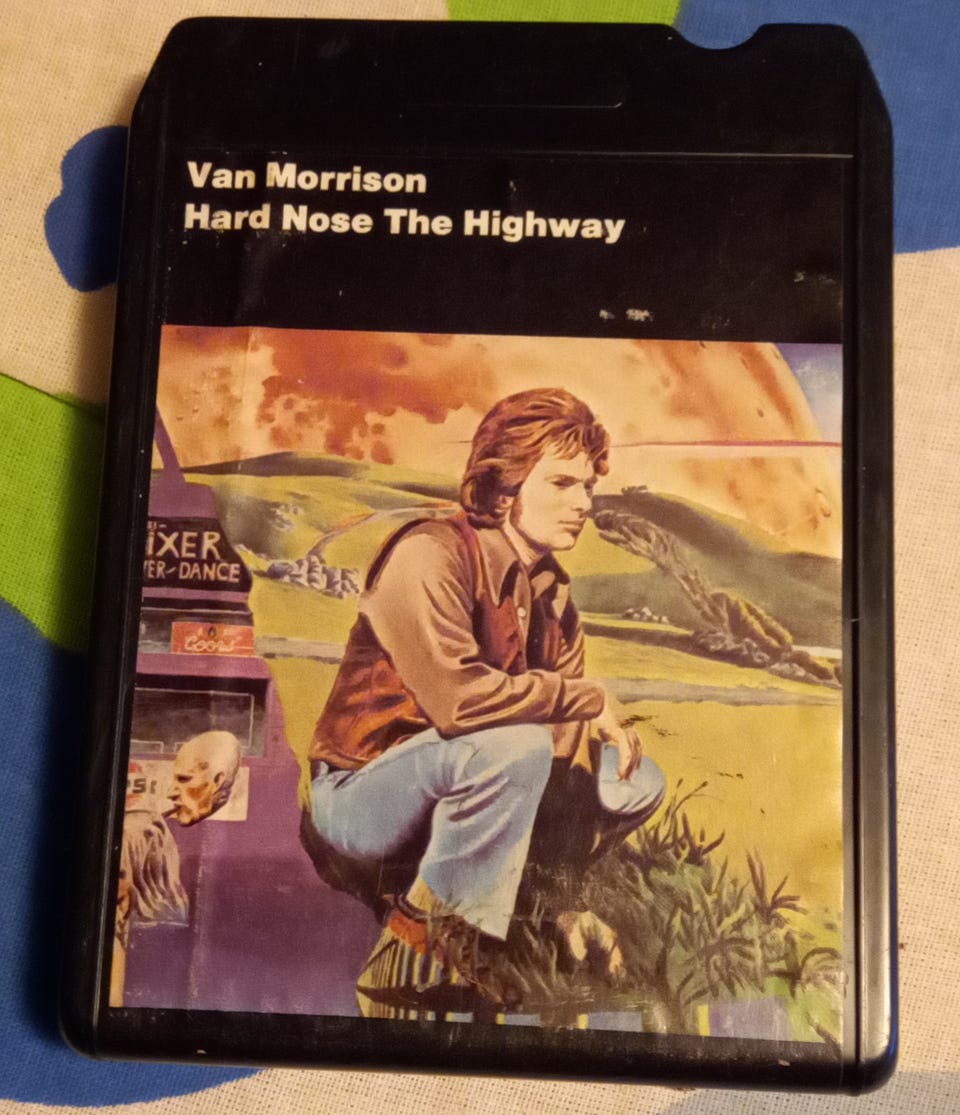 Van Morrison
Hard Nose The Highway
iXER
ER-DANCE
Coors